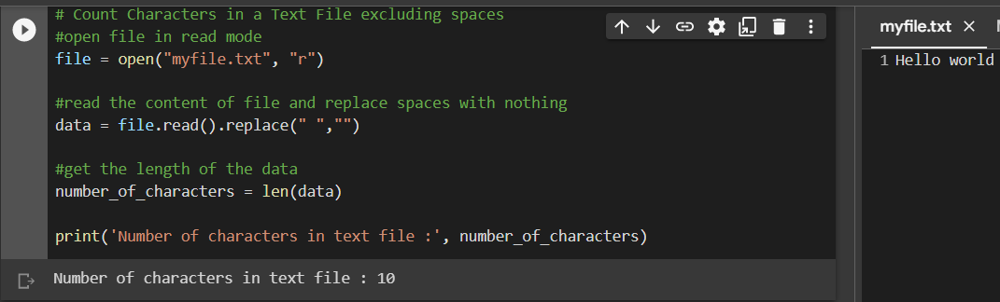 # Count Characters in a Text File excluding spaces
#open file in read mode
file = open("myfile.txt", "r")
#read the content of file and replace spaces with nothing
data = file.read().replace(" ","")
#get the length of the data
number_of_characters = len(data)
print('Number of characters in text file :', number_of_characters)
Number of characters in text file : 10
myfile.txt
1 Hello world